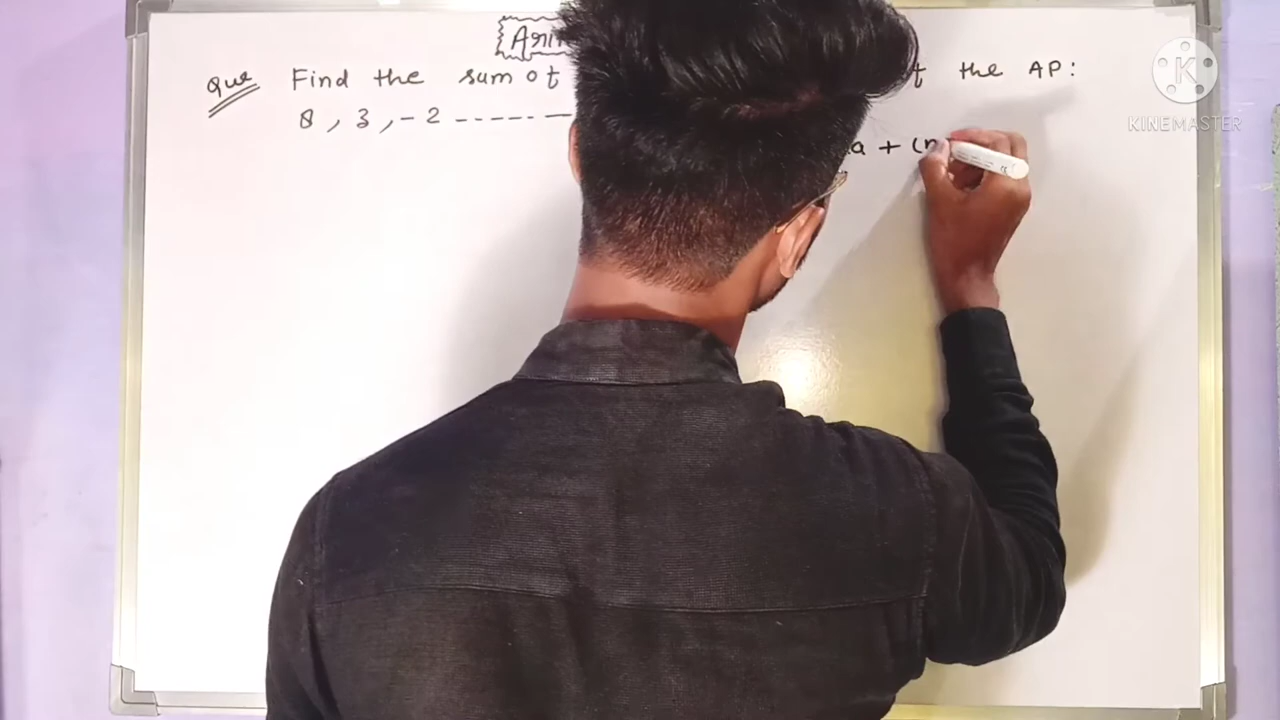 Que Find the sum of the AP:
8, 3, -2 ------
a + (n
KINEMASTER